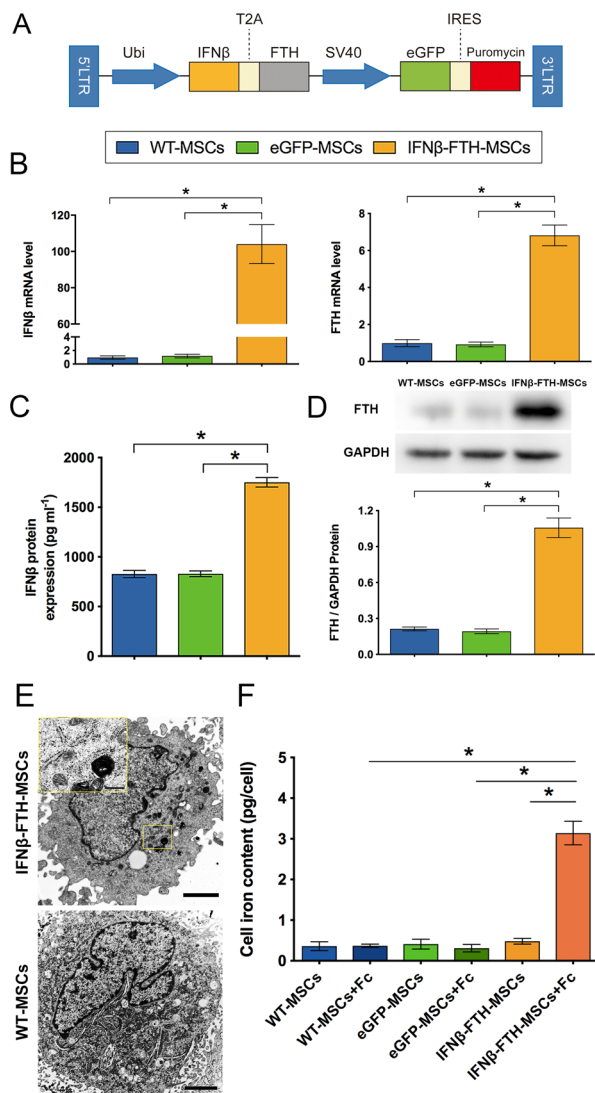 A
T2A
IRES
Ubi
IFNβ
FTH
SV40
eGFP
Puromycin
5'LTR
3'LTR
WT-MSCs
eGFP-MSCs
IFNβ-FTH-MSCs
B
IFNβ mRNA level
120
100
80
60
4
2
0
*
*
FTH mRNA level
8
6
4
2
0
*
*
C
IFNβ protein
expression (pg ml⁻¹)
1750
1500
1000
500
0
*
*
D
WT-MSCs eGFP-MSCs IFNβ-FTH-MSCs
FTH
GAPDH
FTH / GAPDH Protein
1.2
0.9
0.6
0.3
0.0
*
*
E
IFNβ-FTH-MSCs
WT-MSCs
F
Cell iron content (pg/cell)
5
4
3
2
1
0
*
*
*
WT-MSCs
WT-MSCs+Fc
eGFP-MSCs
eGFP-MSCs+Fc
IFNβ-FTH-MSCs
IFNβ-FTH-MSCs+Fc